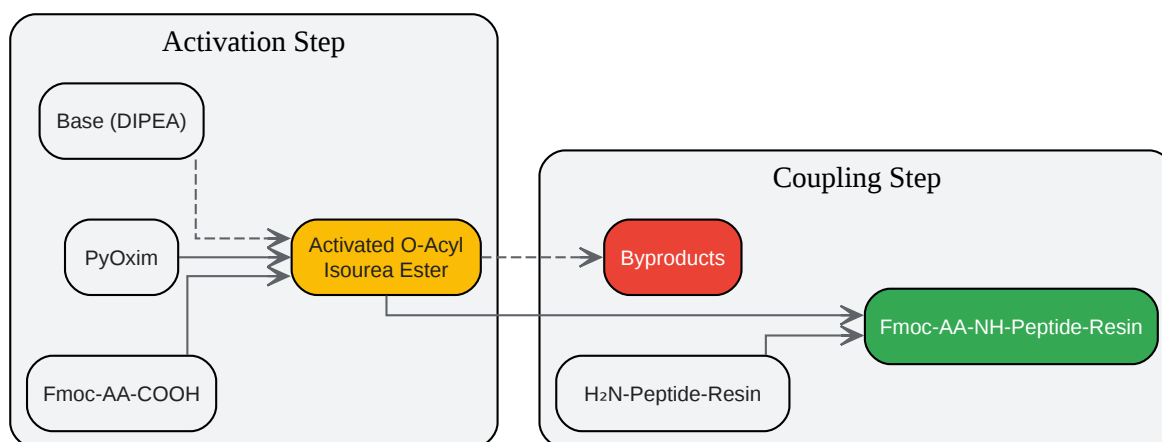 Activation Step
Base (DIPEA)
PyOxim
Fmoc-AA-COOH
Activated O-Acyl
Isourea Ester
Coupling Step
Byproducts
H₂N-Peptide-Resin
Fmoc-AA-NH-Peptide-Resin